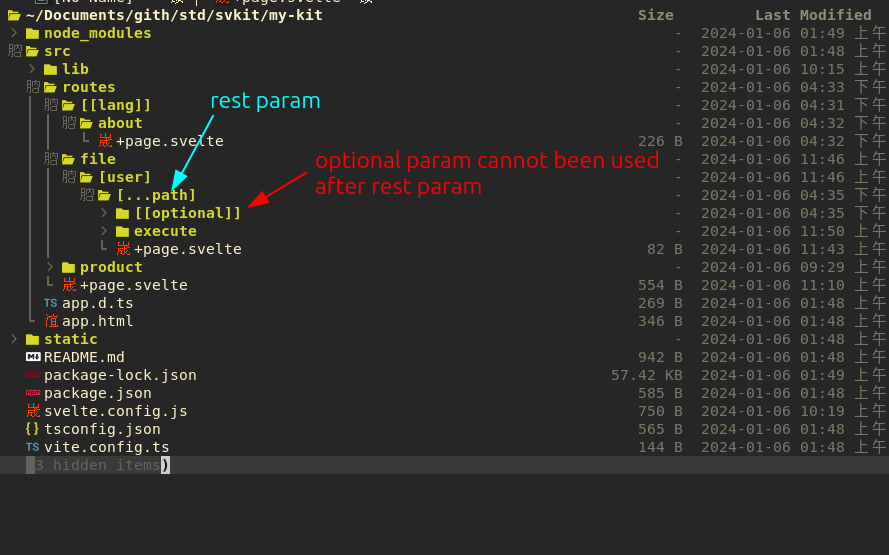 ~/Documents/gith/std/svkit/my-kit Size Last Modified
node_modules - 2024-01-06 01:49 上午
src - 2024-01-06 01:48 上午
lib - 2024-01-06 10:15 上午
routes - 2024-01-06 04:33 下午
[[lang]] - 2024-01-06 04:31 下午
rest param
about - 2024-01-06 04:32 下午
+page.svelte 226 B 2024-01-06 04:32 下午
file - 2024-01-06 11:46 上午
optional param cannot been used
after rest param
[user] - 2024-01-06 11:46 上午
[...path] - 2024-01-06 04:35 下午
[[optional]] - 2024-01-06 04:35 下午
execute - 2024-01-06 11:50 上午
+page.svelte 82 B 2024-01-06 11:43 上午
product - 2024-01-06 09:29 上午
+page.svelte 554 B 2024-01-06 11:10 上午
TS app.d.ts 269 B 2024-01-06 01:48 上午
app.html 346 B 2024-01-06 01:48 上午
static - 2024-01-06 01:48 上午
README.md 942 B 2024-01-06 01:48 上午
package-lock.json 57.42 KB 2024-01-06 01:49 上午
package.json 585 B 2024-01-06 01:48 上午
svelte.config.js 750 B 2024-01-06 10:19 上午
{} tsconfig.json 565 B 2024-01-06 01:48 上午
TS vite.config.ts 144 B 2024-01-06 01:48 上午
3 hidden items)